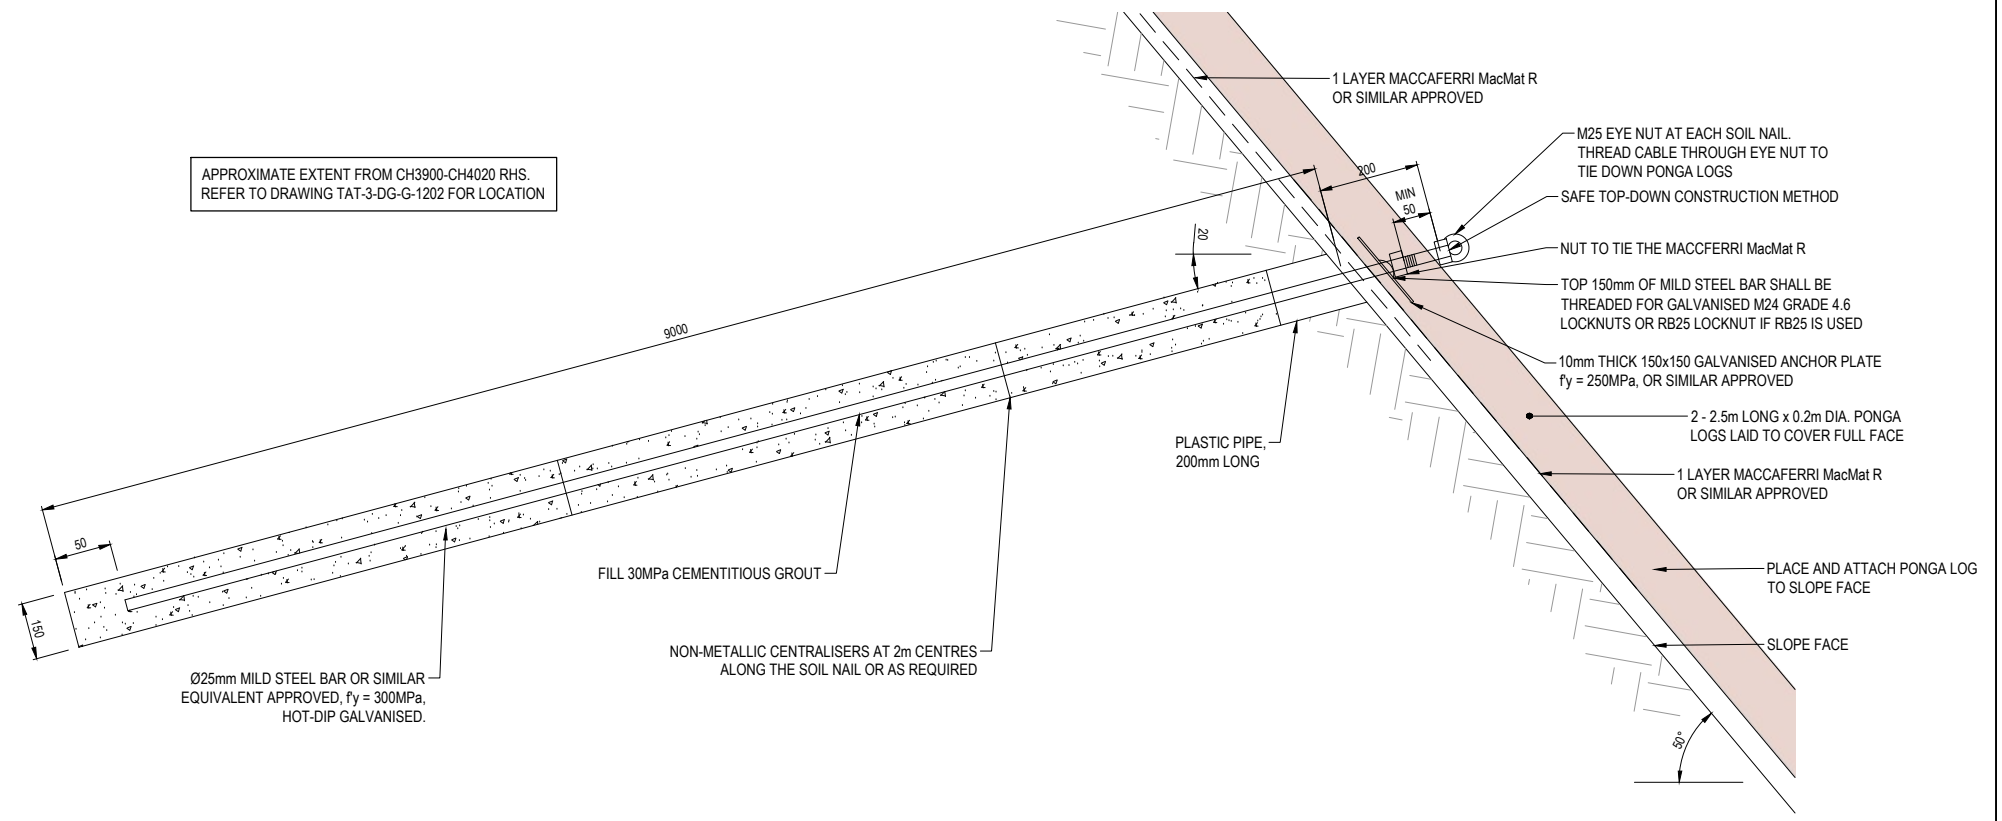 1 LAYER MACCAFERRI MacMat R
OR SIMILAR APPROVED
M25 EYE NUT AT EACH SOIL NAIL.
THREAD CABLE THROUGH EYE NUT TO
TIE DOWN PONGA LOGS
APPROXIMATE EXTENT FROM CH3900-CH4020 RHS.
REFER TO DRAWING TAT-3-DG-G-1202 FOR LOCATION
200
MIN
50
SAFE TOP-DOWN CONSTRUCTION METHOD
20
NUT TO TIE THE MACCFERRI MacMat R
TOP 150mm OF MILD STEEL BAR SHALL BE
THREADED FOR GALVANISED M24 GRADE 4.6
LOCKNUTS OR RB25 LOCKNUT IF RB25 IS USED
9000
10mm THICK 150x150 GALVANISED ANCHOR PLATE
f'y = 250MPa, OR SIMILAR APPROVED
2 - 2.5m LONG x 0.2m DIA. PONGA
LOGS LAID TO COVER FULL FACE
PLASTIC PIPE,
200mm LONG
1 LAYER MACCAFERRI MacMat R
OR SIMILAR APPROVED
50
FILL 30MPa CEMENTITIOUS GROUT
PLACE AND ATTACH PONGA LOG
TO SLOPE FACE
150
NON-METALLIC CENTRALISERS AT 2m CENTRES
ALONG THE SOIL NAIL OR AS REQUIRED
SLOPE FACE
Ø25mm MILD STEEL BAR OR SIMILAR
EQUIVALENT APPROVED, f'y = 300MPa,
HOT-DIP GALVANISED.
50°